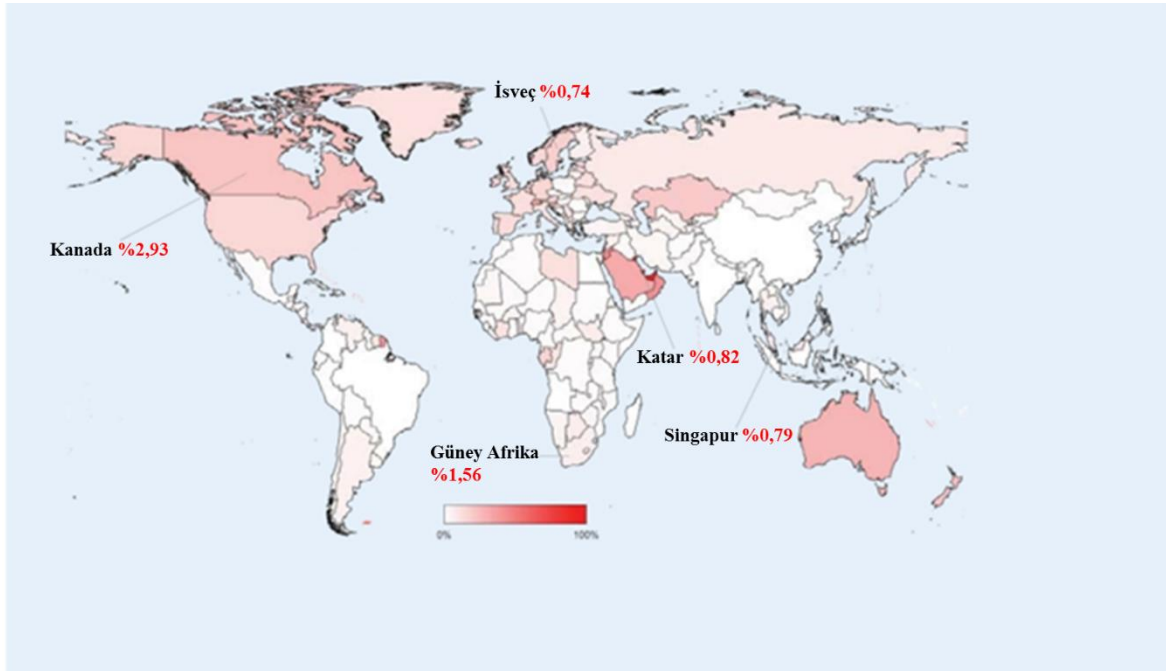 İsveç %0,74
Kanada %2,93
Katar %0,82
Singapur %0,79
Güney Afrika
%1,56
0%
100%